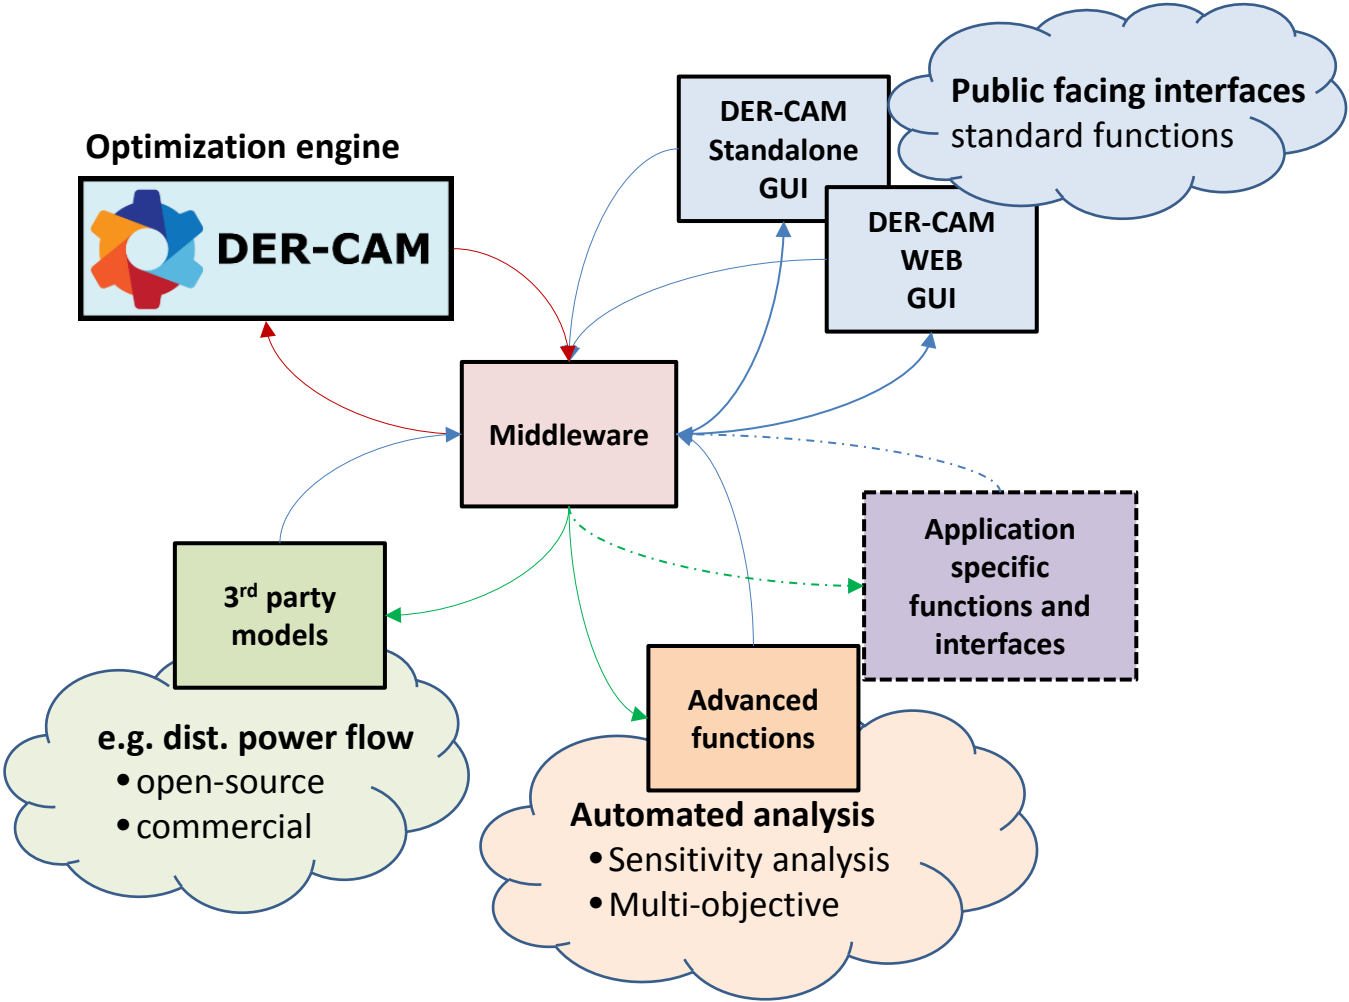 Optimization engine
DER-CAM
DER-CAM
Standalone
GUI
DER-CAM
WEB
GUI
Public facing interfaces
standard functions
Middleware
3rd party
models
e.g. dist. power flow
•open-source
•commercial
Advanced
functions
Automated analysis
•Sensitivity analysis
•Multi-objective
Application
specific
functions and
interfaces